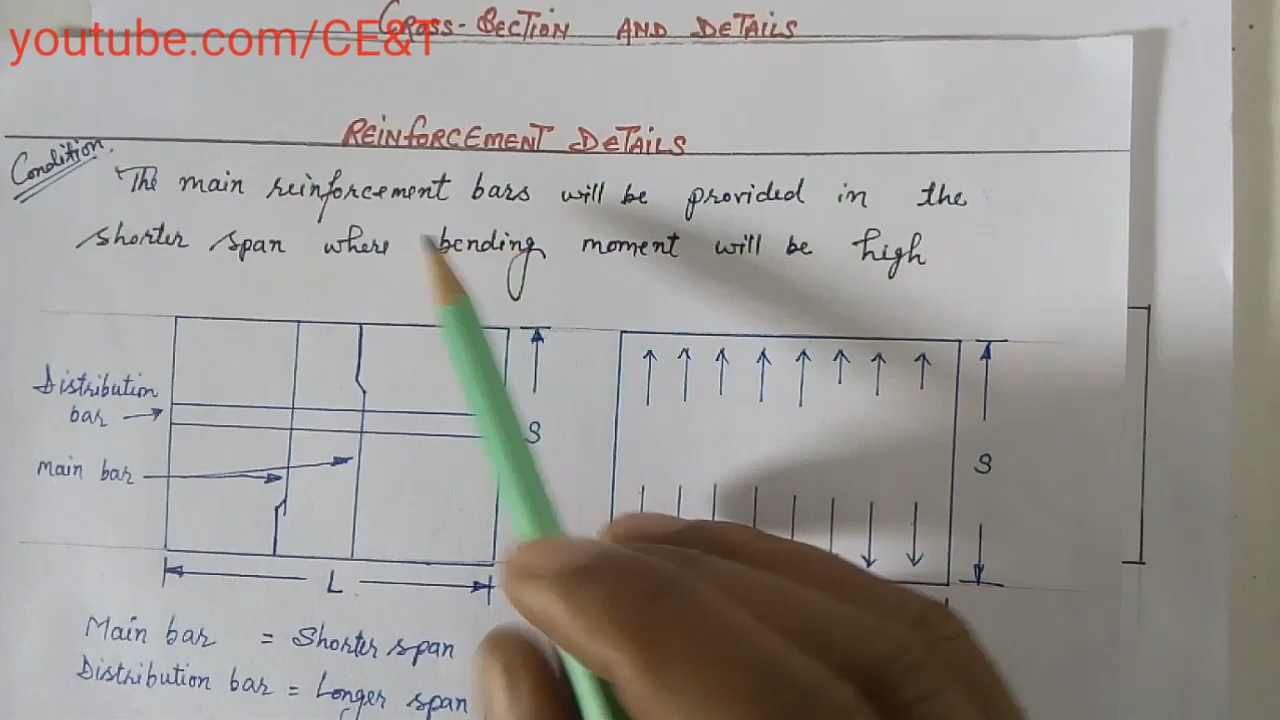 CROSS-SECTION AND DETAILS
youtube.com/CE&T
REINFORCEMENT DETAILS
Condition.
The main reinforcement bars will be provided in the
shorter span where bending moment will be high
Distribution
bar
S
S
Main bar
L
Main bar = Shorter span
Distribution bar = Longer span